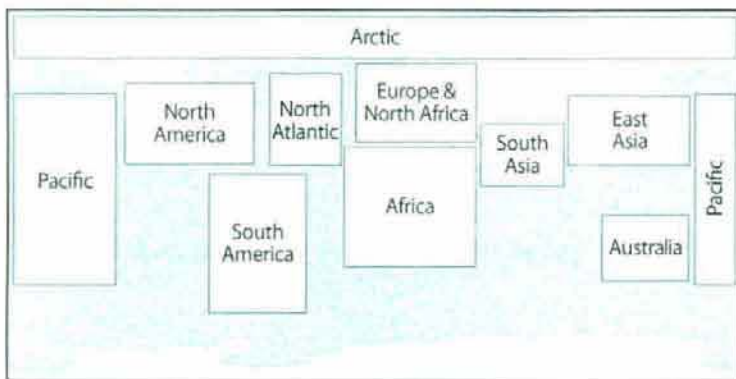 Arctic
North
America
North
Atlantic
Europe &
North Africa
South
Asia
East
Asia
Pacific
Pacific
South
America
Africa
Australia